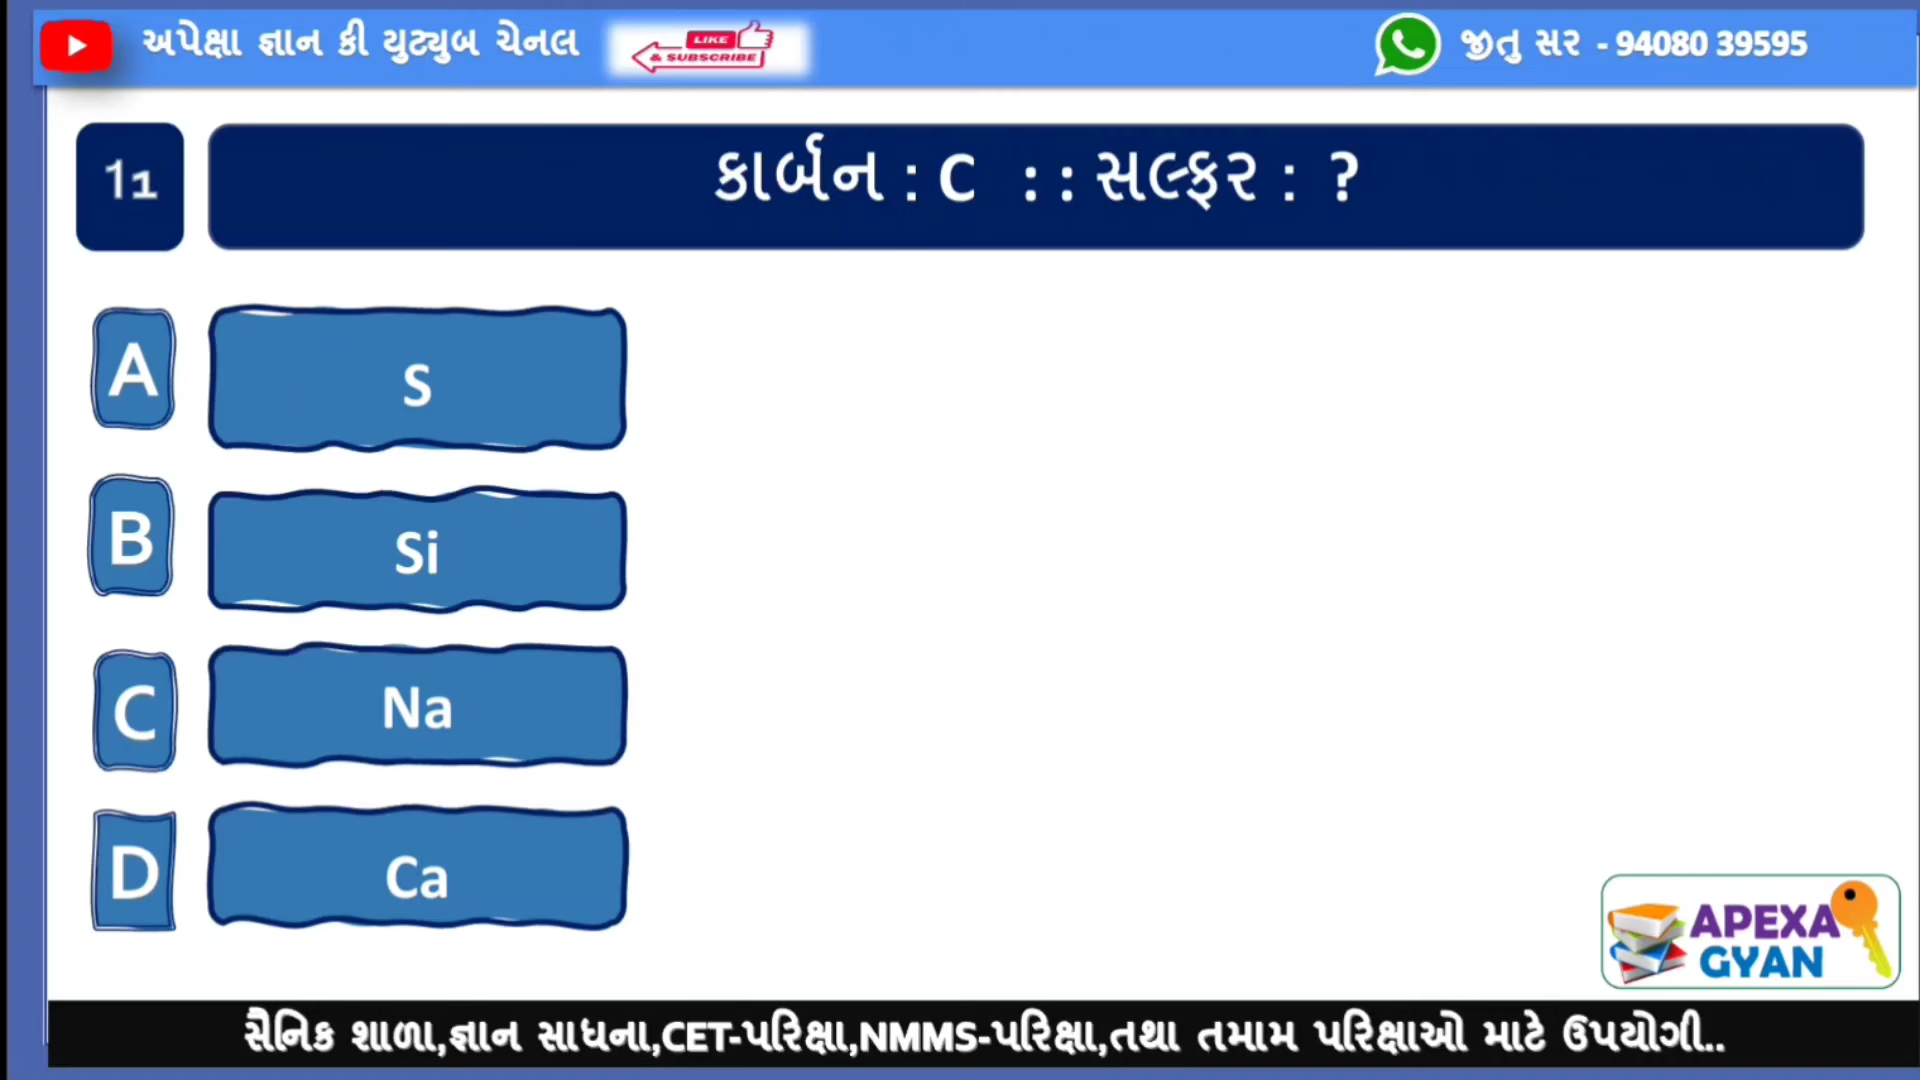 અપેક્ષા જ્ઞાન કી યુટ્યુબ ચેનલ
LIKE
& SUBSCRIBE
જીતુ સર - 94080 39595
11
કાર્બન : C : : સલ્ફર : ?
A
S
B
Si
C
Na
D
Ca
APEXA
GYAN
સૈનિક શાળા,જ્ઞાન સાધના,CET-પરિક્ષા,NMMS-પરિક્ષા,તથા તમામ પરિક્ષાઓ માટે ઉપયોગી..